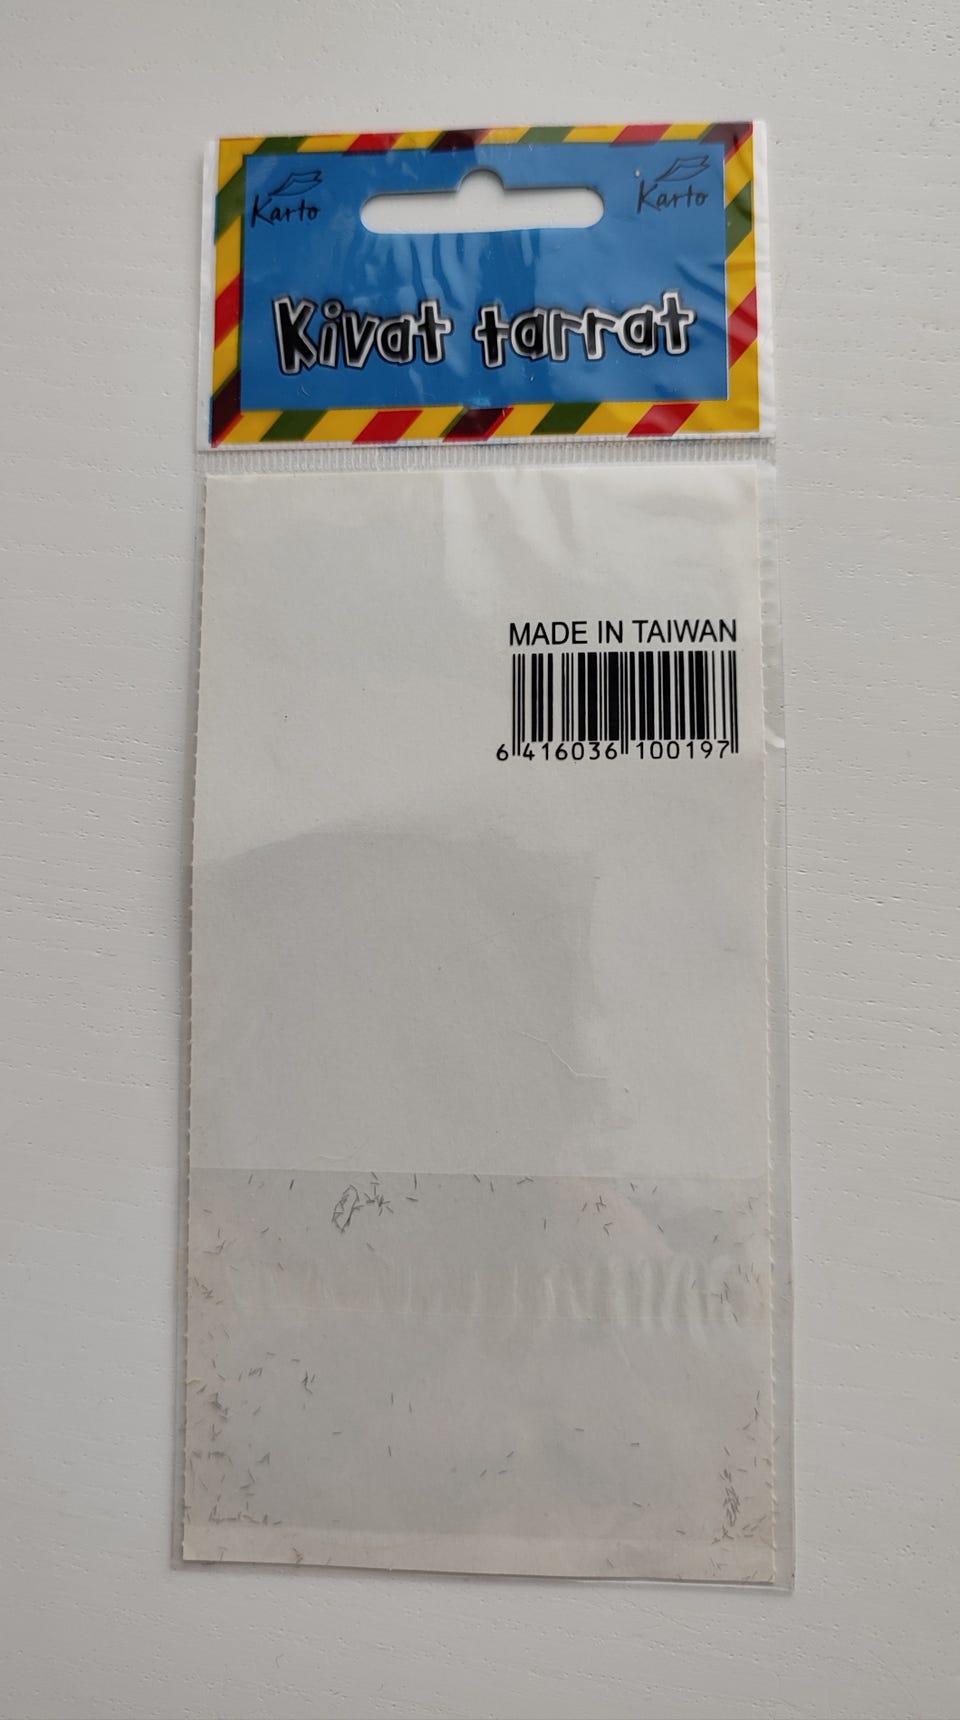 Karto Karto
Kivat tarrat
MADE IN TAIWAN
6 416036 100197